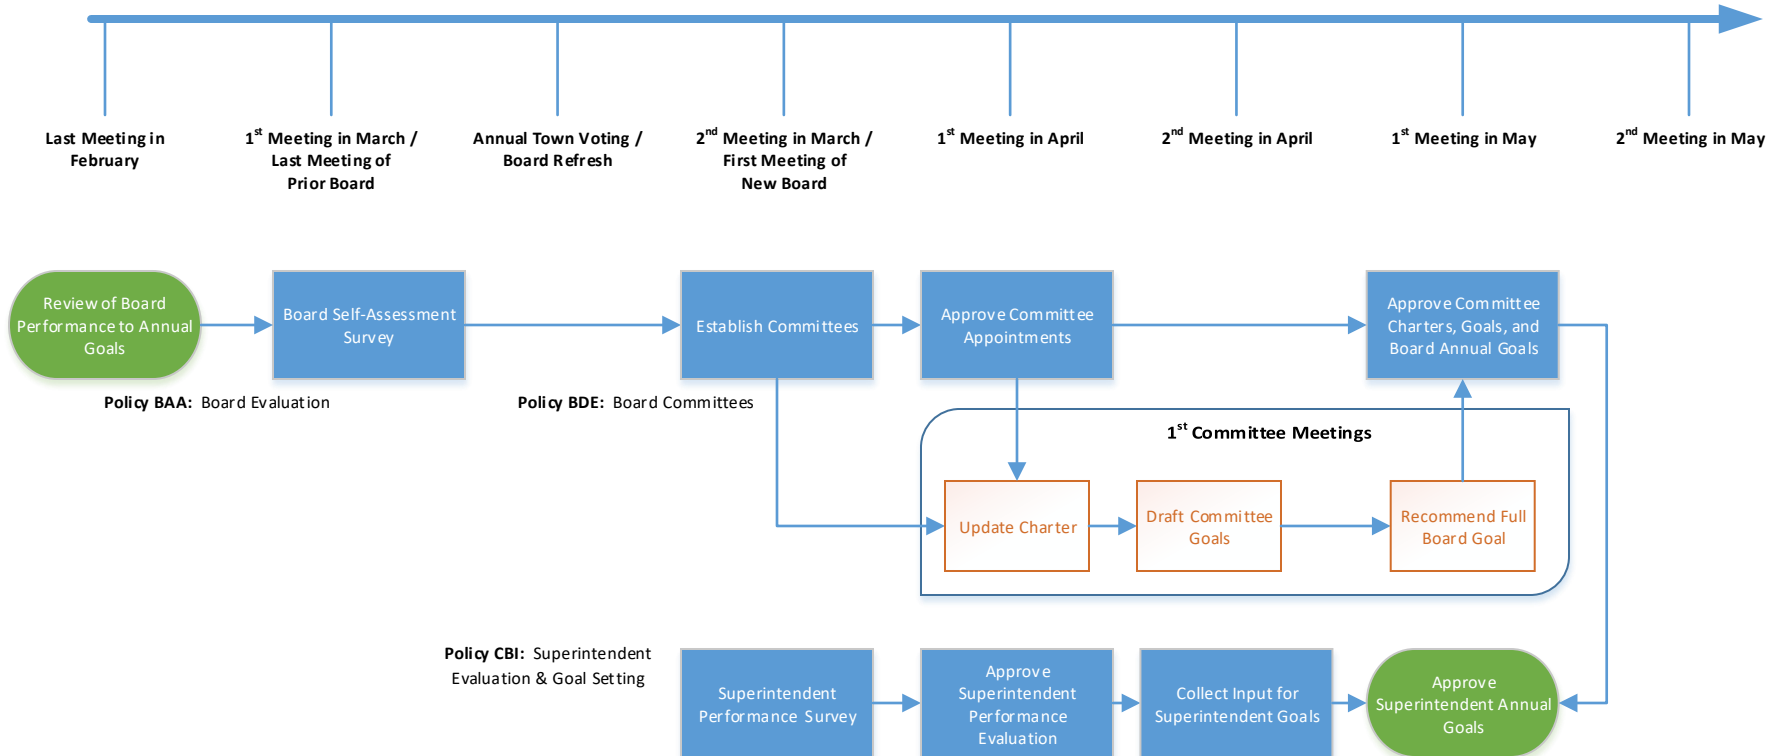 Last Meeting in
February
1st Meeting in March /
Last Meeting of
Prior Board
Annual Town Voting /
Board Refresh
2nd Meeting in March /
First Meeting of
New Board
1st Meeting in April
2nd Meeting in April
1st Meeting in May
2nd Meeting in May
Review of Board
Performance to Annual
Goals
Board Self-Assessment
Survey
Establish Committees
Approve Committee
Appointments
Approve Committee
Charters, Goals, and
Board Annual Goals
Policy BAA: Board Evaluation
Policy BDE: Board Committees
1st Committee Meetings
Update Charter
Draft Committee
Goals
Recommend Full
Board Goal
Policy CBI: Superintendent
Evaluation & Goal Setting
Superintendent
Performance Survey
Approve
Superintendent
Performance
Evaluation
Collect Input for
Superintendent Goals
Approve
Superintendent Annual
Goals